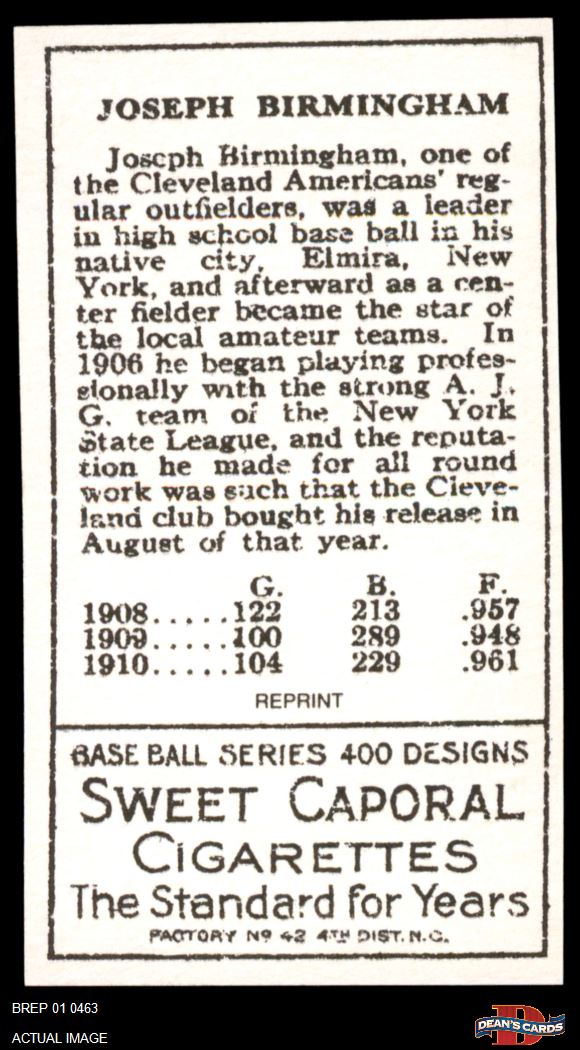 JOSEPH BIRMINGHAM
Joseph Birmingham, one of
the Cleveland Americans' reg-
ular outfielders, was a leader
in high school base ball in his
native city, Elmira, New
York, and afterward as a cen-
ter fielder became the star of
the local amateur teams. In
1906 he began playing profes-
sionally with the strong A. J.
G. team of the New York
State League, and the reputa-
tion he made for all round
work was such that the Cleve-
land club bought his release in
August of that year.
G. B. F.
1908.....122 213 .957
1909.....100 289 .948
1910.....104 229 .961
REPRINT
BASE BALL SERIES 400 DESIGNS
SWEET CAPORAL
CIGARETTES
The Standard for Years
FACTORY Nº 42 4TH DIST. N.C.
BREP 01 0463
ACTUAL IMAGE
DEAN'S CARDS